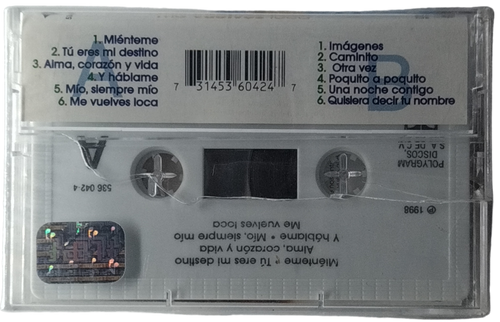 1. Miénteme
2. Tú eres mi destino
3. Alma, corazón y vida
4. Y háblame
5. Mío, siempre mío
6. Me vuelves loca
7 31453 60424 7
1. Imágenes
2. Caminito
3. Otra vez
4. Poquito a poquito
5. Una noche contigo
6. Quisiera decir tu nombre
A
536 042-4
POLYGRAM
DISCOS,
S.A. DE C.V.
℗ 1998
Miénteme • Tú eres mi destino
Alma, corazón y vida
Y háblame • Mío, siempre mío
Me vuelves loca